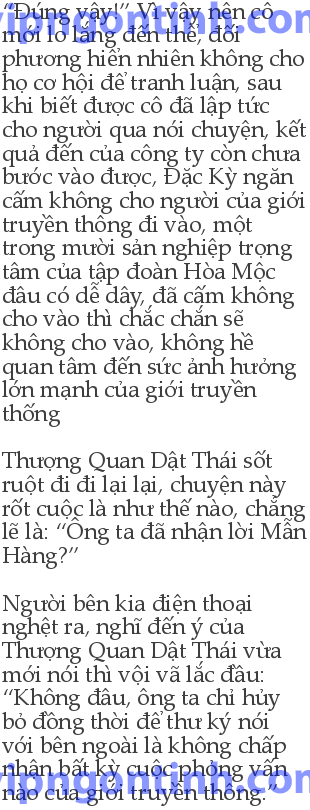 “Đúng vậy!” Vì vậy nên cô
mới lo lắng đến thế, đối
phương hiển nhiên không cho
họ cơ hội để tranh luận, sau
khi biết được cô đã lập tức
cho người qua nói chuyện, kết
quả đến của công ty còn chưa
bước vào được, Đặc Kỳ ngăn
cấm không cho người của giới
truyền thông đi vào, một
trong mười sản nghiệp trọng
tâm của tập đoàn Hòa Mộc
đâu có dễ dây, đã cấm không
cho vào thì chắc chắn sẽ
không cho vào, không hề
quan tâm đến sức ảnh hưởng
lớn mạnh của giới truyền
thống
Thượng Quan Dật Thái sốt
ruột đi đi lại lại, chuyện này
rốt cuộc là như thế nào, chẳng
lẽ là: “Ông ta đã nhận lời Mẫn
Hàng?”
Người bên kia điện thoại
nghệt ra, nghĩ đến ý của
Thượng Quan Dật Thái vừa
mới nói thì vội vã lắc đầu:
“Không đâu, ông ta chỉ hủy
bỏ đồng thời để thư ký nói
với bên ngoài là không chấp
nhận bất kỳ cuộc phỏng vấn
nào của giới truyền thông.”
vipngontinh.com
vipngontinh.com